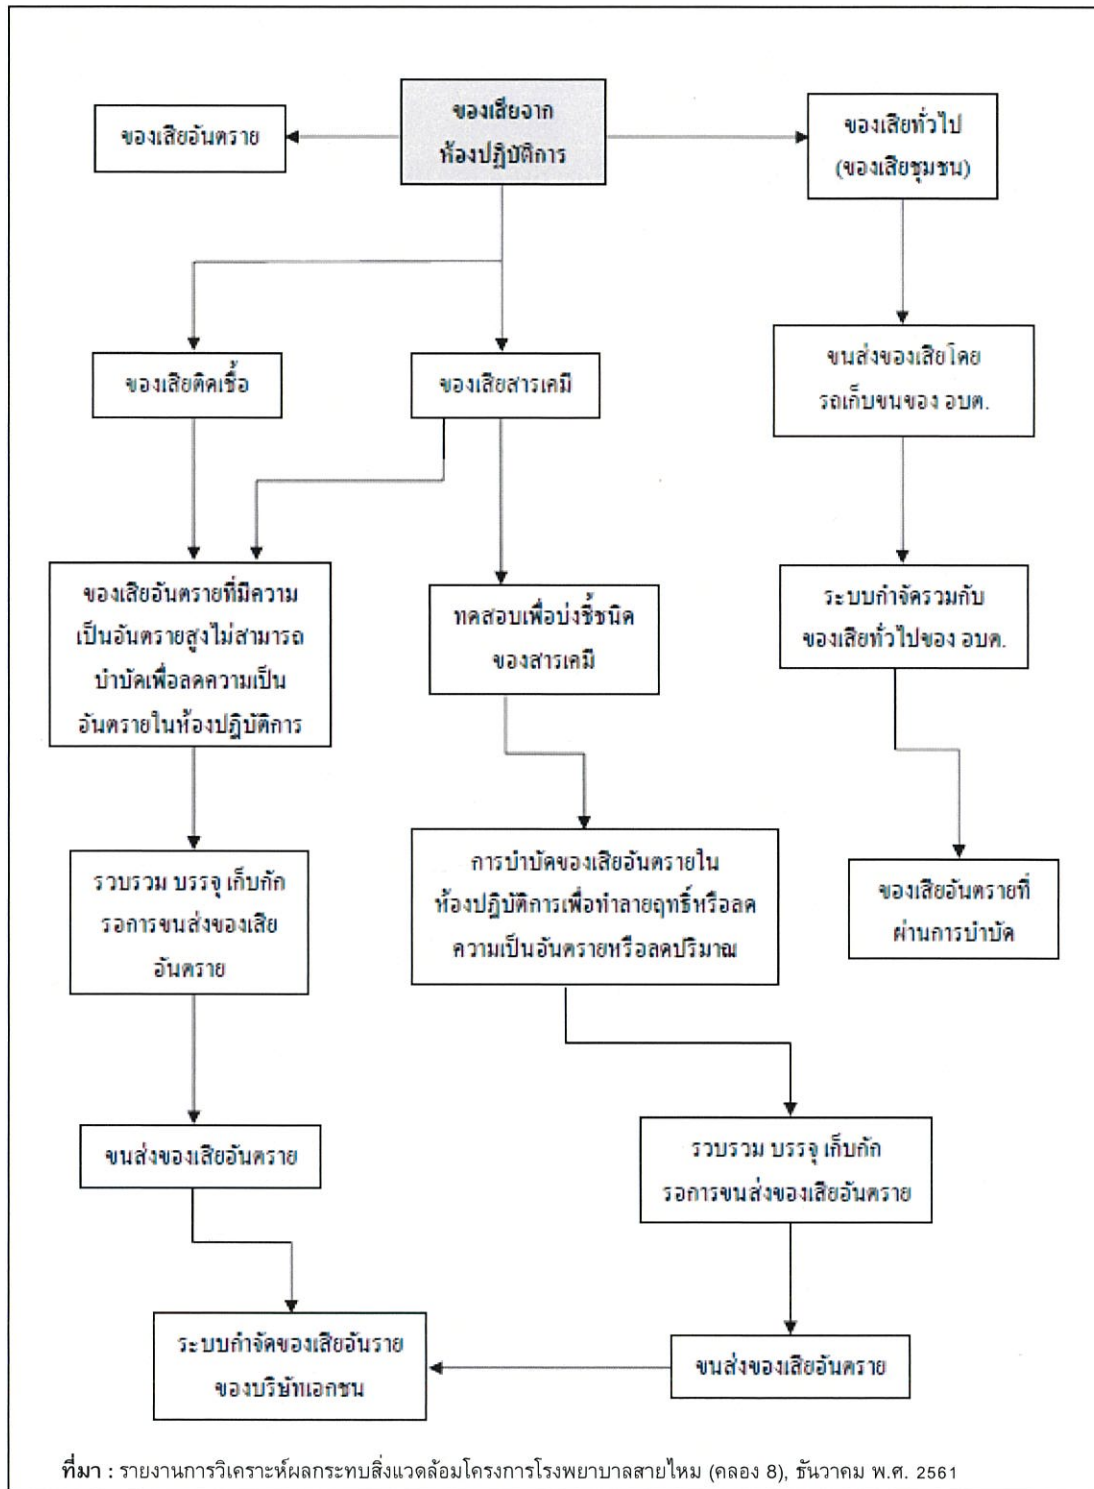 ของเสียจาก
ห้องปฏิบัติการ
ของเสียอันตราย
ของเสียทั่วไป
(ของเสียชุมชน)
ของเสียติดเชื้อ
ของเสียสารเคมี
ขนส่งของเสียโดย
รถเก็บขนของ อบต.
ของเสียอันตรายที่มีความ
เป็นอันตรายสูงไม่สามารถ
บำบัดเพื่อลดความเป็น
อันตรายในห้องปฏิบัติการ
ทดสอบเพื่อบ่งชี้ชนิด
ของสารเคมี
ระบบกำจัดรวมกับ
ของเสียทั่วไปของ อบต.
รวบรวม บรรจุ เก็บกัก
รอการขนส่งของเสีย
อันตราย
การบำบัดของเสียอันตรายใน
ห้องปฏิบัติการเพื่อทำลายฤทธิ์หรือลด
ความเป็นอันตรายหรือลดปริมาณ
ของเสียอันตรายที่
ผ่านการบำบัด
ขนส่งของเสียอันตราย
รวบรวม บรรจุ เก็บกัก
รอการขนส่งของเสียอันตราย
ระบบกำจัดของเสียอันราย
ของบริษัทเอกชน
ขนส่งของเสียอันตราย
ที่มา : รายงานการวิเคราะห์ผลกระทบสิ่งแวดล้อมโครงการโรงพยาบาลสายไหม (คลอง 8), ธันวาคม พ.ศ. 2561